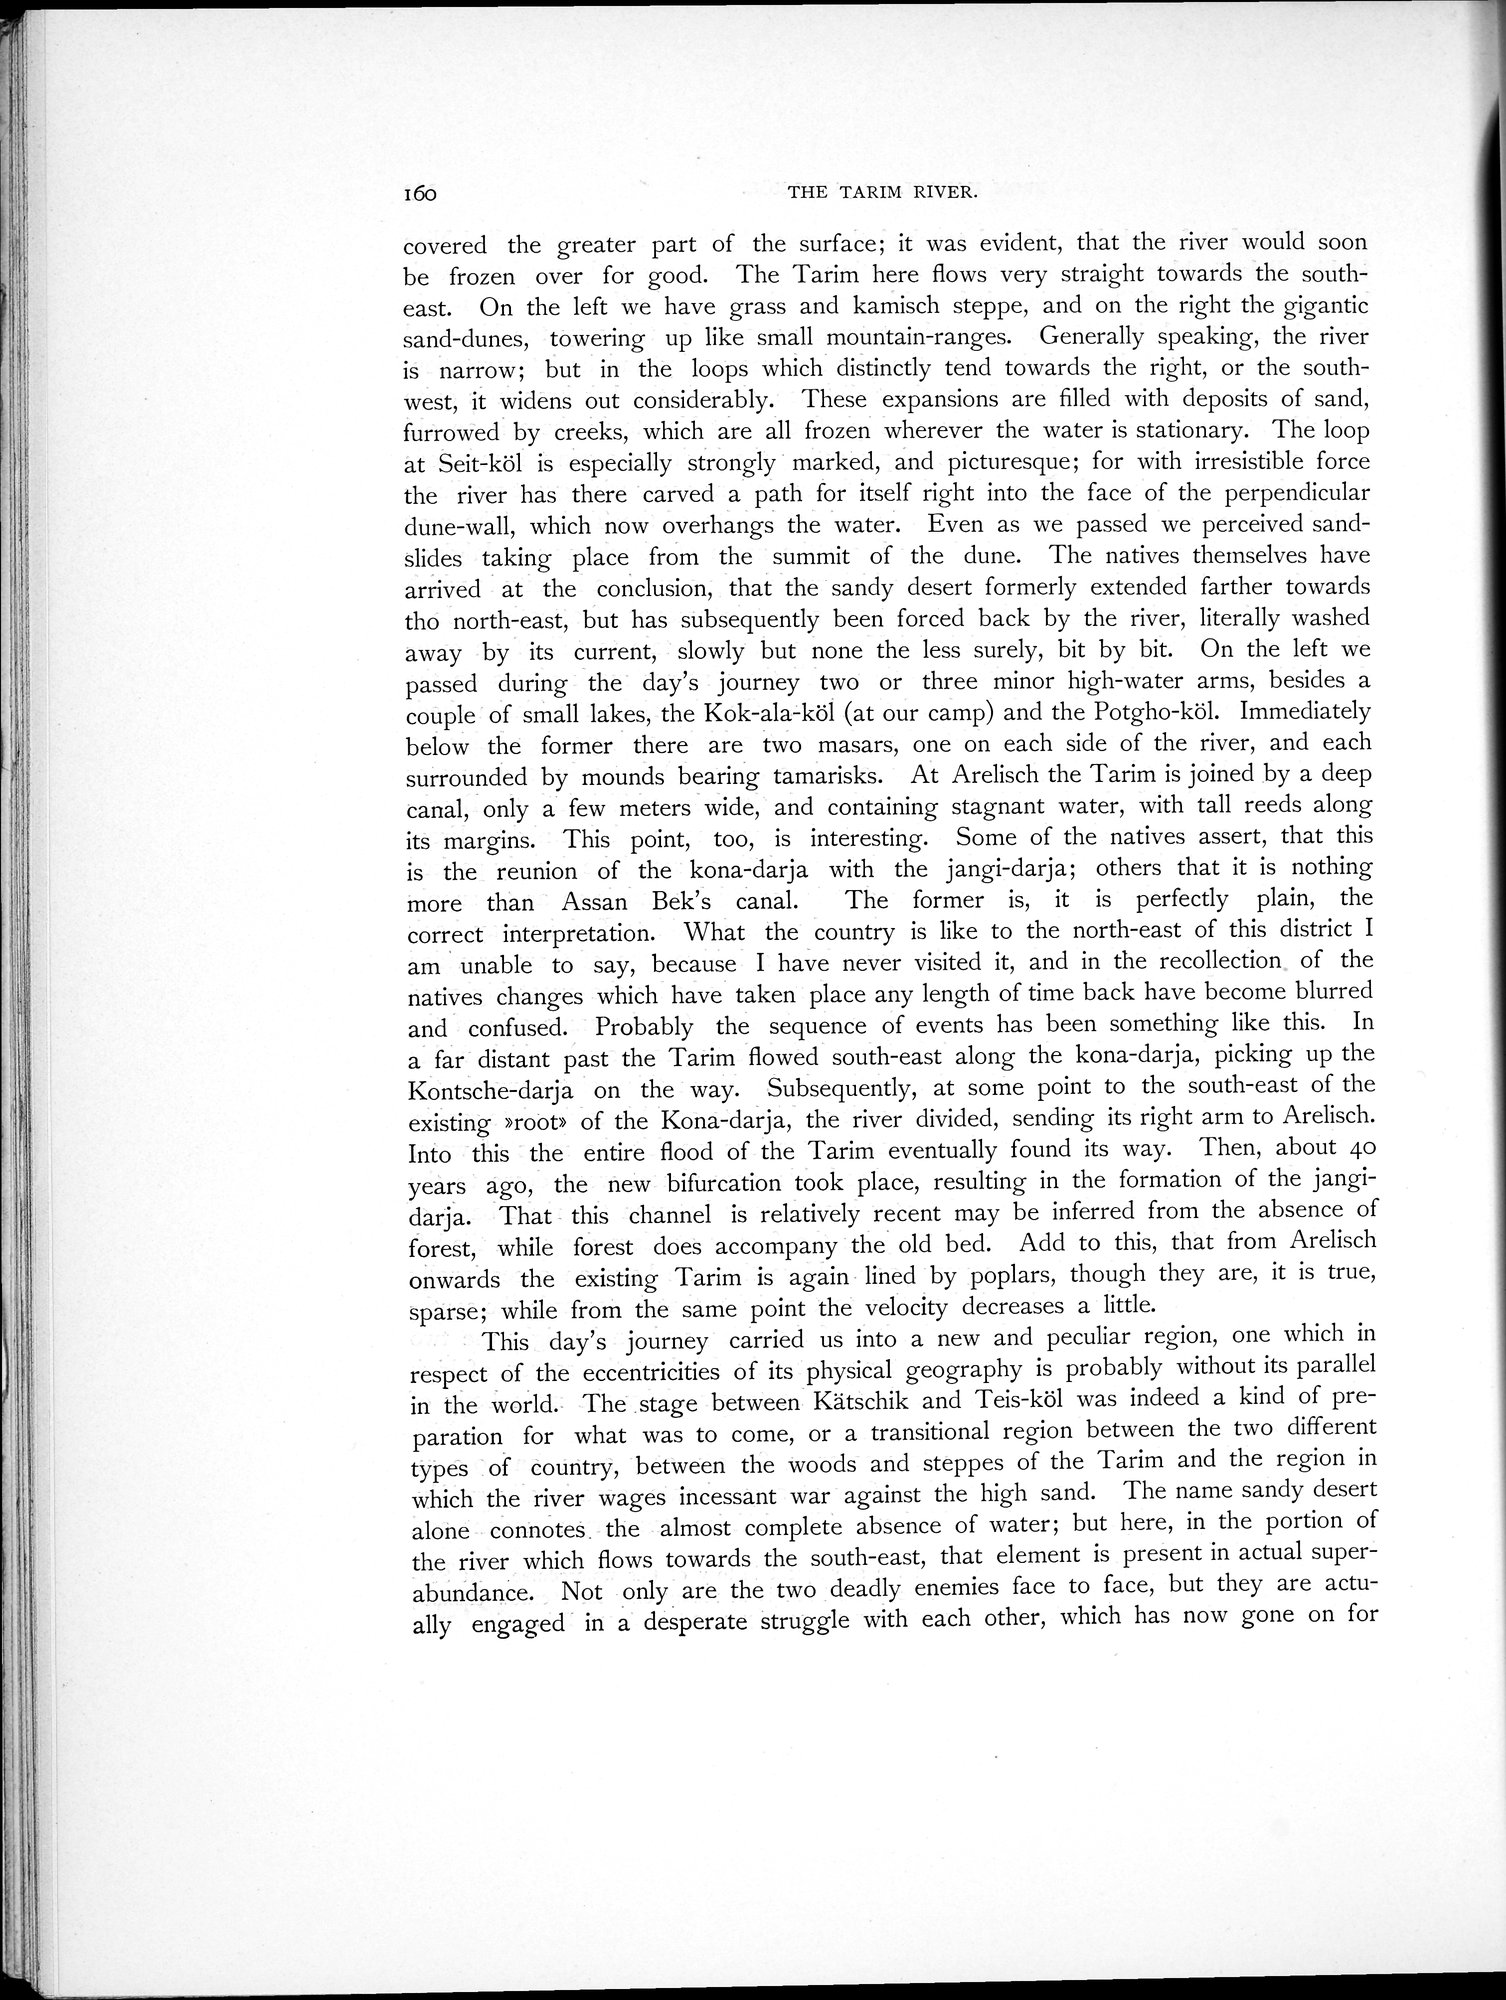 160 THE TARIM RIVER.
covered the greater part of the surface; it was evident, that the river would soon
be frozen over for good. The Tarim here flows very straight towards the south-
east. On the left we have grass and kamisch steppe, and on the right the gigantic
sand-dunes, towering up like small mountain-ranges. Generally speaking, the river
is narrow; but in the loops which distinctly tend towards the right, or the south-
west, it widens out considerably. These expansions are filled with deposits of sand,
furrowed by creeks, which are all frozen wherever the water is stationary. The loop
at Seit-köl is especially strongly marked, and picturesque; for with irresistible force
the river has there carved a path for itself right into the face of the perpendicular
dune-wall, which now overhangs the water. Even as we passed we perceived sand-
slides taking place from the summit of the dune. The natives themselves have
arrived at the conclusion, that the sandy desert formerly extended farther towards
tho north-east, but has subsequently been forced back by the river, literally washed
away by its current, slowly but none the less surely, bit by bit. On the left we
passed during the day's journey two or three minor high-water arms, besides a
couple of small lakes, the Kok-ala-köl (at our camp) and the Potgho-köl. Immediately
below the former there are two masars, one on each side of the river, and each
surrounded by mounds bearing tamarisks. At Arelisch the Tarim is joined by a deep
canal, only a few meters wide, and containing stagnant water, with tall reeds along
its margins. This point, too, is interesting. Some of the natives assert, that this
is the reunion of the kona-darja with the jangi-darja; others that it is nothing
more than Assan Bek's canal. The former is, it is perfectly plain, the
correct interpretation. What the country is like to the north-east of this district I
am unable to say, because I have never visited it, and in the recollection of the
natives changes which have taken place any length of time back have become blurred
and confused. Probably the sequence of events has been something like this. In
a far distant past the Tarim flowed south-east along the kona-darja, picking up the
Kontsche-darja on the way. Subsequently, at some point to the south-east of the
existing »root» of the Kona-darja, the river divided, sending its right arm to Arelisch.
Into this the entire flood of the Tarim eventually found its way. Then, about 40
years ago, the new bifurcation took place, resulting in the formation of the jangi-
darja. That this channel is relatively recent may be inferred from the absence of
forest, while forest does accompany the old bed. Add to this, that from Arelisch
onwards the existing Tarim is again lined by poplars, though they are, it is true,
sparse; while from the same point the velocity decreases a little.
This day's journey carried us into a new and peculiar region, one which in
respect of the eccentricities of its physical geography is probably without its parallel
in the world. The stage between Kätschik and Teis-köl was indeed a kind of pre-
paration for what was to come, or a transitional region between the two different
types of country, between the woods and steppes of the Tarim and the region in
which the river wages incessant war against the high sand. The name sandy desert
alone connotes the almost complete absence of water; but here, in the portion of
the river which flows towards the south-east, that element is present in actual super-
abundance. Not only are the two deadly enemies face to face, but they are actu-
ally engaged in a desperate struggle with each other, which has now gone on for